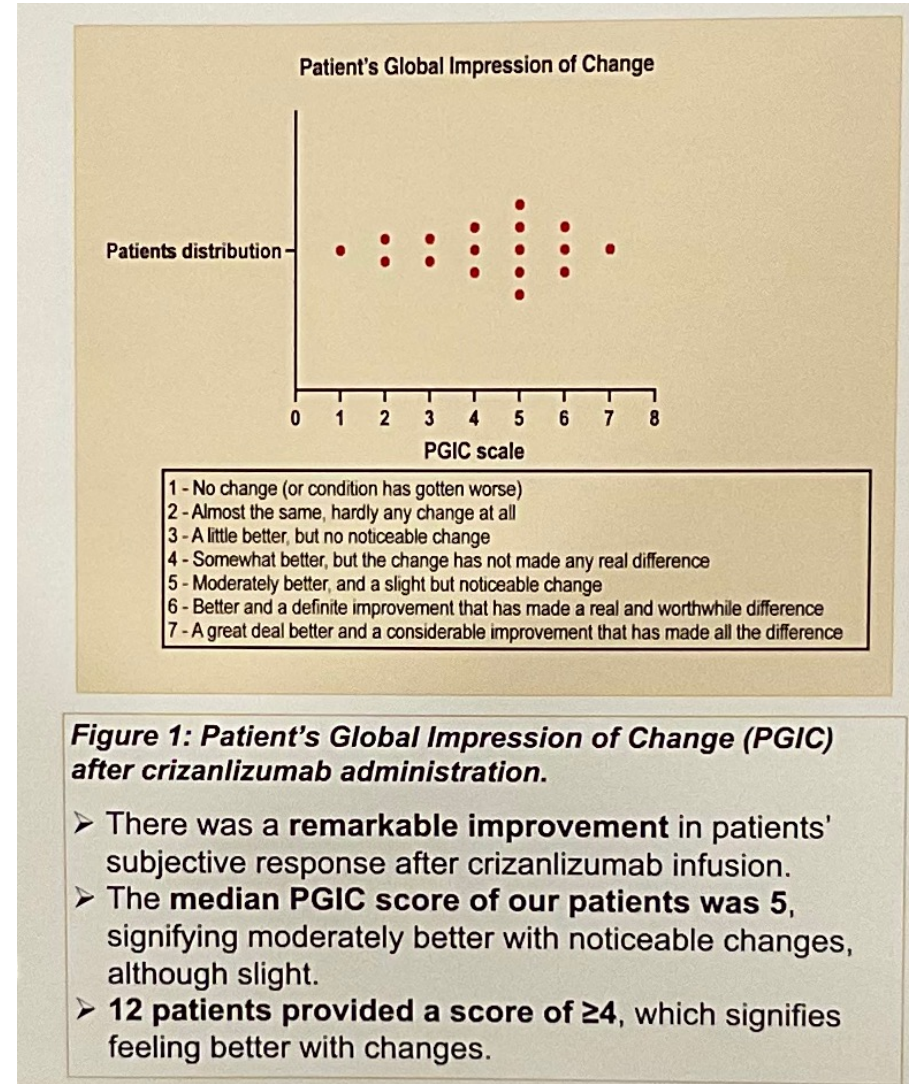 Patient's Global Impression of Change
Patients distribution
0 1 2 3 4 5 6 7 8
PGIC scale
1 - No change (or condition has gotten worse)
2 - Almost the same, hardly any change at all
3 - A little better, but no noticeable change
4 - Somewhat better, but the change has not made any real difference
5 - Moderately better, and a slight but noticeable change
6 - Better and a definite improvement that has made a real and worthwhile difference
7 - A great deal better and a considerable improvement that has made all the difference
Figure 1: Patient's Global Impression of Change (PGIC)
after crizanlizumab administration.
➢ There was a remarkable improvement in patients'
subjective response after crizanlizumab infusion.
➢ The median PGIC score of our patients was 5,
signifying moderately better with noticeable changes,
although slight.
➢ 12 patients provided a score of ≥4, which signifies
feeling better with changes.